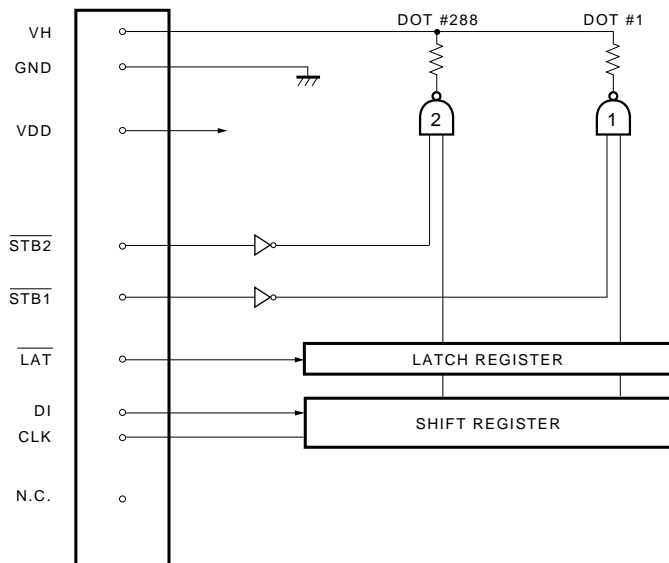 DOT #288 DOT #1
VH
GND
2 1
VDD
STB2
STB1
LAT
LATCH REGISTER
DI
SHIFT REGISTER
CLK
N.C.